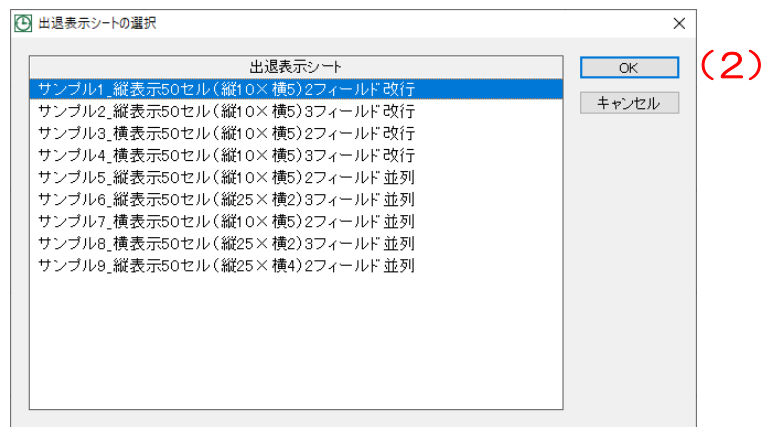 出退表示シートの選択
出退表示シート
OK
(2)
サンプル1_縦表示50セル(縦10×横5)2フィールド改行
キャンセル
サンプル2_縦表示50セル(縦10×横5)3フィールド改行
サンプル3_横表示50セル(縦10×横5)2フィールド改行
サンプル4_横表示50セル(縦10×横5)3フィールド改行
サンプル5_縦表示50セル(縦10×横5)2フィールド並列
サンプル6_縦表示50セル(縦25×横2)3フィールド並列
サンプル7_横表示50セル(縦10×横5)2フィールド並列
サンプル8_横表示50セル(縦25×横2)3フィールド並列
サンプル9_縦表示50セル(縦25×横4)2フィールド並列